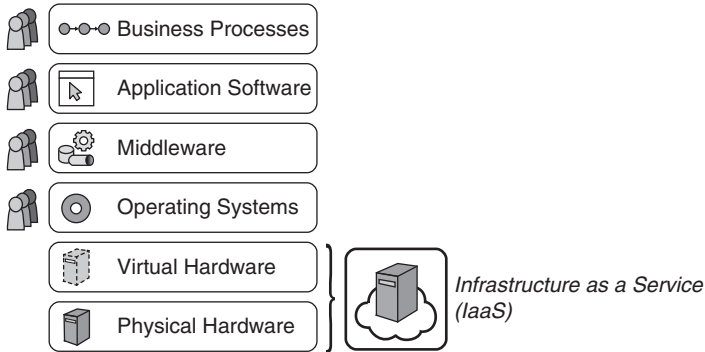 Business Processes
Application Software
Middleware
Operating Systems
Virtual Hardware
Physical Hardware
Infrastructure as a Service
(IaaS)